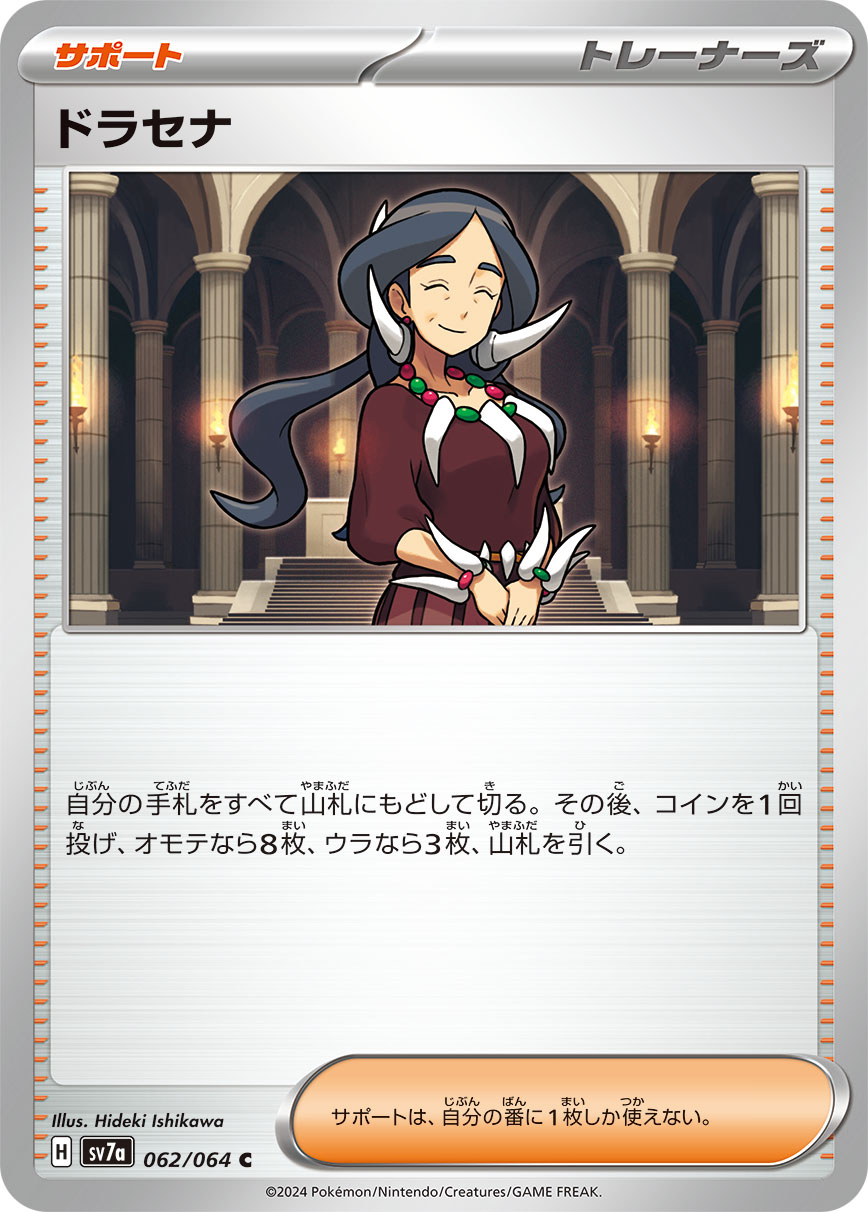 サポート
トレーナーズ
ドラセナ
自分の手札をすべて山札にもどして切る。その後、コインを1回
投げ、オモテなら8枚、ウラなら3枚、山札を引く。
Illus. Hideki Ishikawa
サポートは、自分の番に1枚しか使えない。
H sv7a 062/064 C
©2024 Pokémon/Nintendo/Creatures/GAME FREAK.